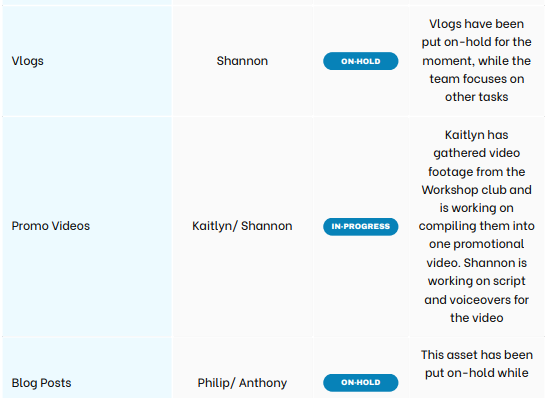 Vlogs
Shannon
ON-HOLD
Vlogs have been
put on-hold for the
moment, while the
team focuses on
other tasks
Promo Videos
Kaitlyn/ Shannon
IN-PROGRESS
Kaitlyn has
gathered video
footage from the
Workshop club and
is working on
compiling them into
one promotional
video. Shannon is
working on script
and voiceovers for
the video
Blog Posts
Philip/ Anthony
ON-HOLD
This asset has been
put on-hold while